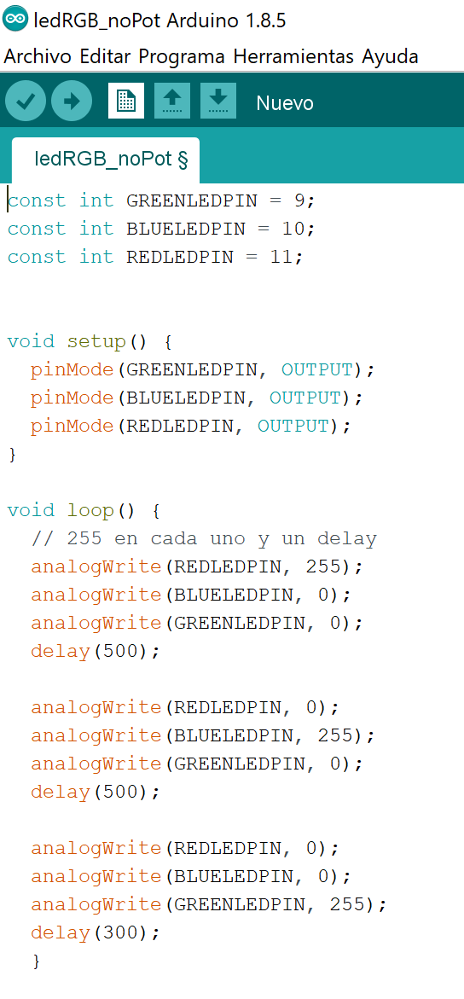 ledRGB_noPot Arduino 1.8.5
Archivo Editar Programa Herramientas Ayuda
Nuevo
ledRGB_noPot §
const int GREENLEDPIN = 9;
const int BLUELEDPIN = 10;
const int REDLEDPIN = 11;
void setup() {
  pinMode(GREENLEDPIN, OUTPUT);
  pinMode(BLUELEDPIN, OUTPUT);
  pinMode(REDLEDPIN, OUTPUT);
}
void loop() {
  // 255 en cada uno y un delay
  analogWrite(REDLEDPIN, 255);
  analogWrite(BLUELEDPIN, 0);
  analogWrite(GREENLEDPIN, 0);
  delay(500);
  analogWrite(REDLEDPIN, 0);
  analogWrite(BLUELEDPIN, 255);
  analogWrite(GREENLEDPIN, 0);
  delay(500);
  analogWrite(REDLEDPIN, 0);
  analogWrite(BLUELEDPIN, 0);
  analogWrite(GREENLEDPIN, 255);
  delay(300);
  }